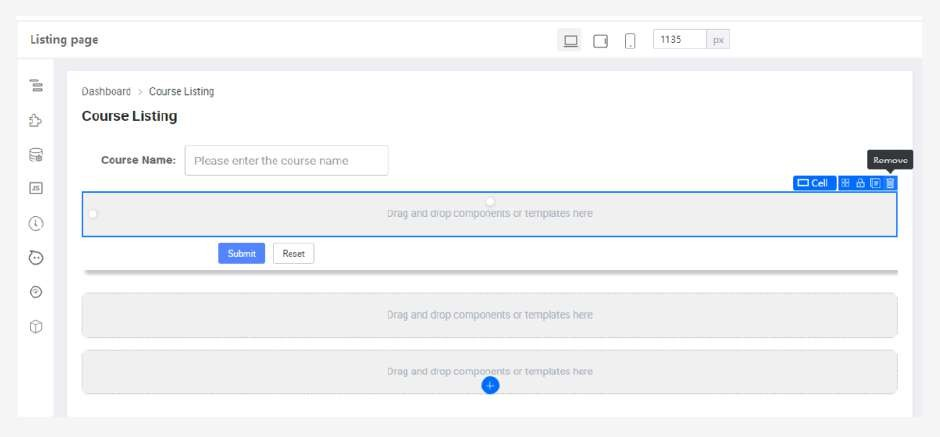 Listing page
1135 px
Dashboard > Course Listing
Course Listing
Course Name: Please enter the course name
Remove
Cell
Drag and drop components or templates here
Submit Reset
Drag and drop components or templates here
Drag and drop components or templates here
JS